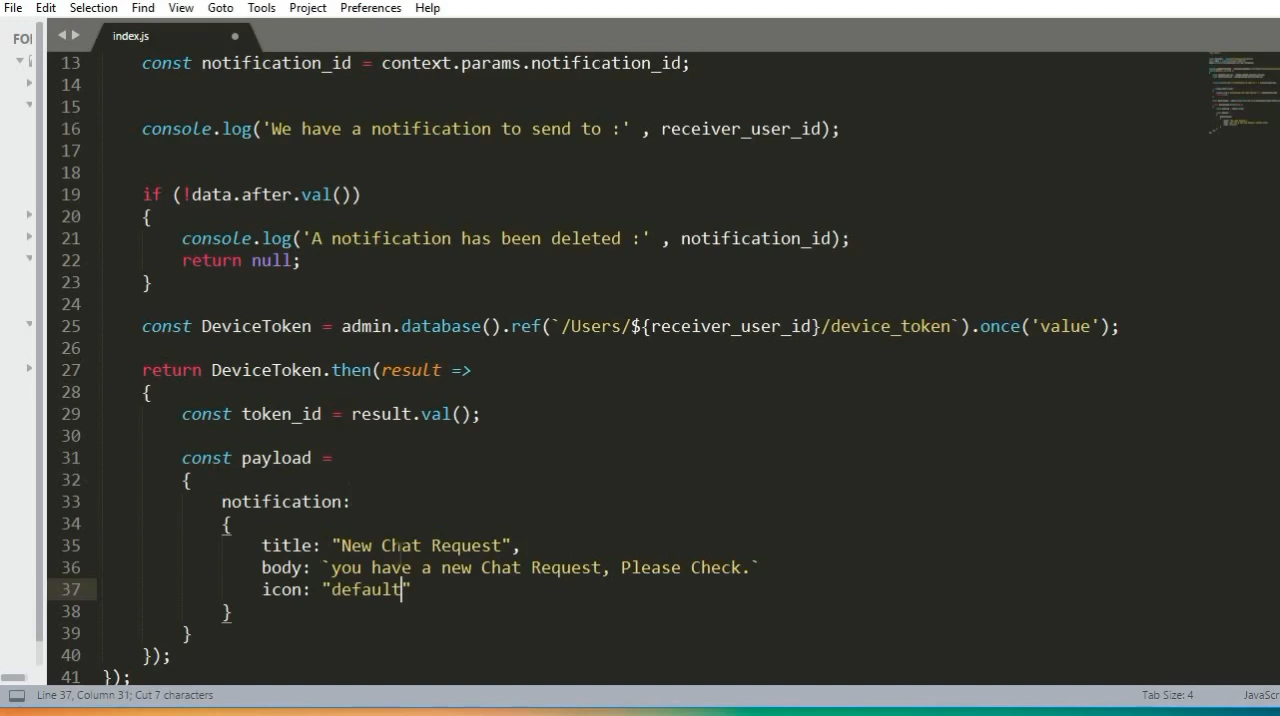 File Edit Selection Find View Goto Tools Project Preferences Help
FOI
index.js
13 const notification_id = context.params.notification_id;
14
15
16 console.log('We have a notification to send to :' , receiver_user_id);
17
18
19 if (!data.after.val())
20 {
21 console.log('A notification has been deleted :' , notification_id);
22 return null;
23 }
24
25 const DeviceToken = admin.database().ref(`/Users/${receiver_user_id}/device_token`).once('value');
26
27 return DeviceToken.then(result =>
28 {
29 const token_id = result.val();
30
31 const payload =
32 {
33 notification:
34 {
35 title: "New Chat Request",
36 body: `you have a new Chat Request, Please Check.`
37 icon: "default"
38 }
39 }
40 });
41 });
Line 37, Column 31; Cut 7 characters Tab Size: 4 JavaScr